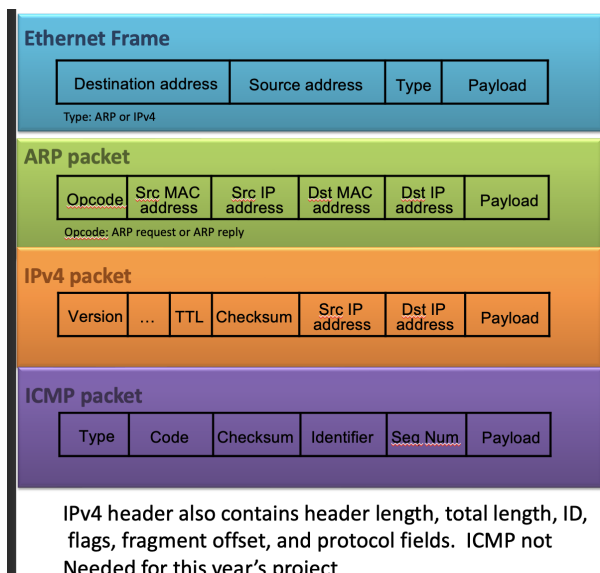 Ethernet Frame
Destination address Source address Type Payload
Type: ARP or IPv4
ARP packet
Opcode Src MAC address Src IP address Dst MAC address Dst IP address Payload
Opcode: ARP request or ARP reply
IPv4 packet
Version ... TTL Checksum Src IP address Dst IP address Payload
ICMP packet
Type Code Checksum Identifier Seq Num Payload
IPv4 header also contains header length, total length, ID,
flags, fragment offset, and protocol fields. ICMP not
Needed for this year's project